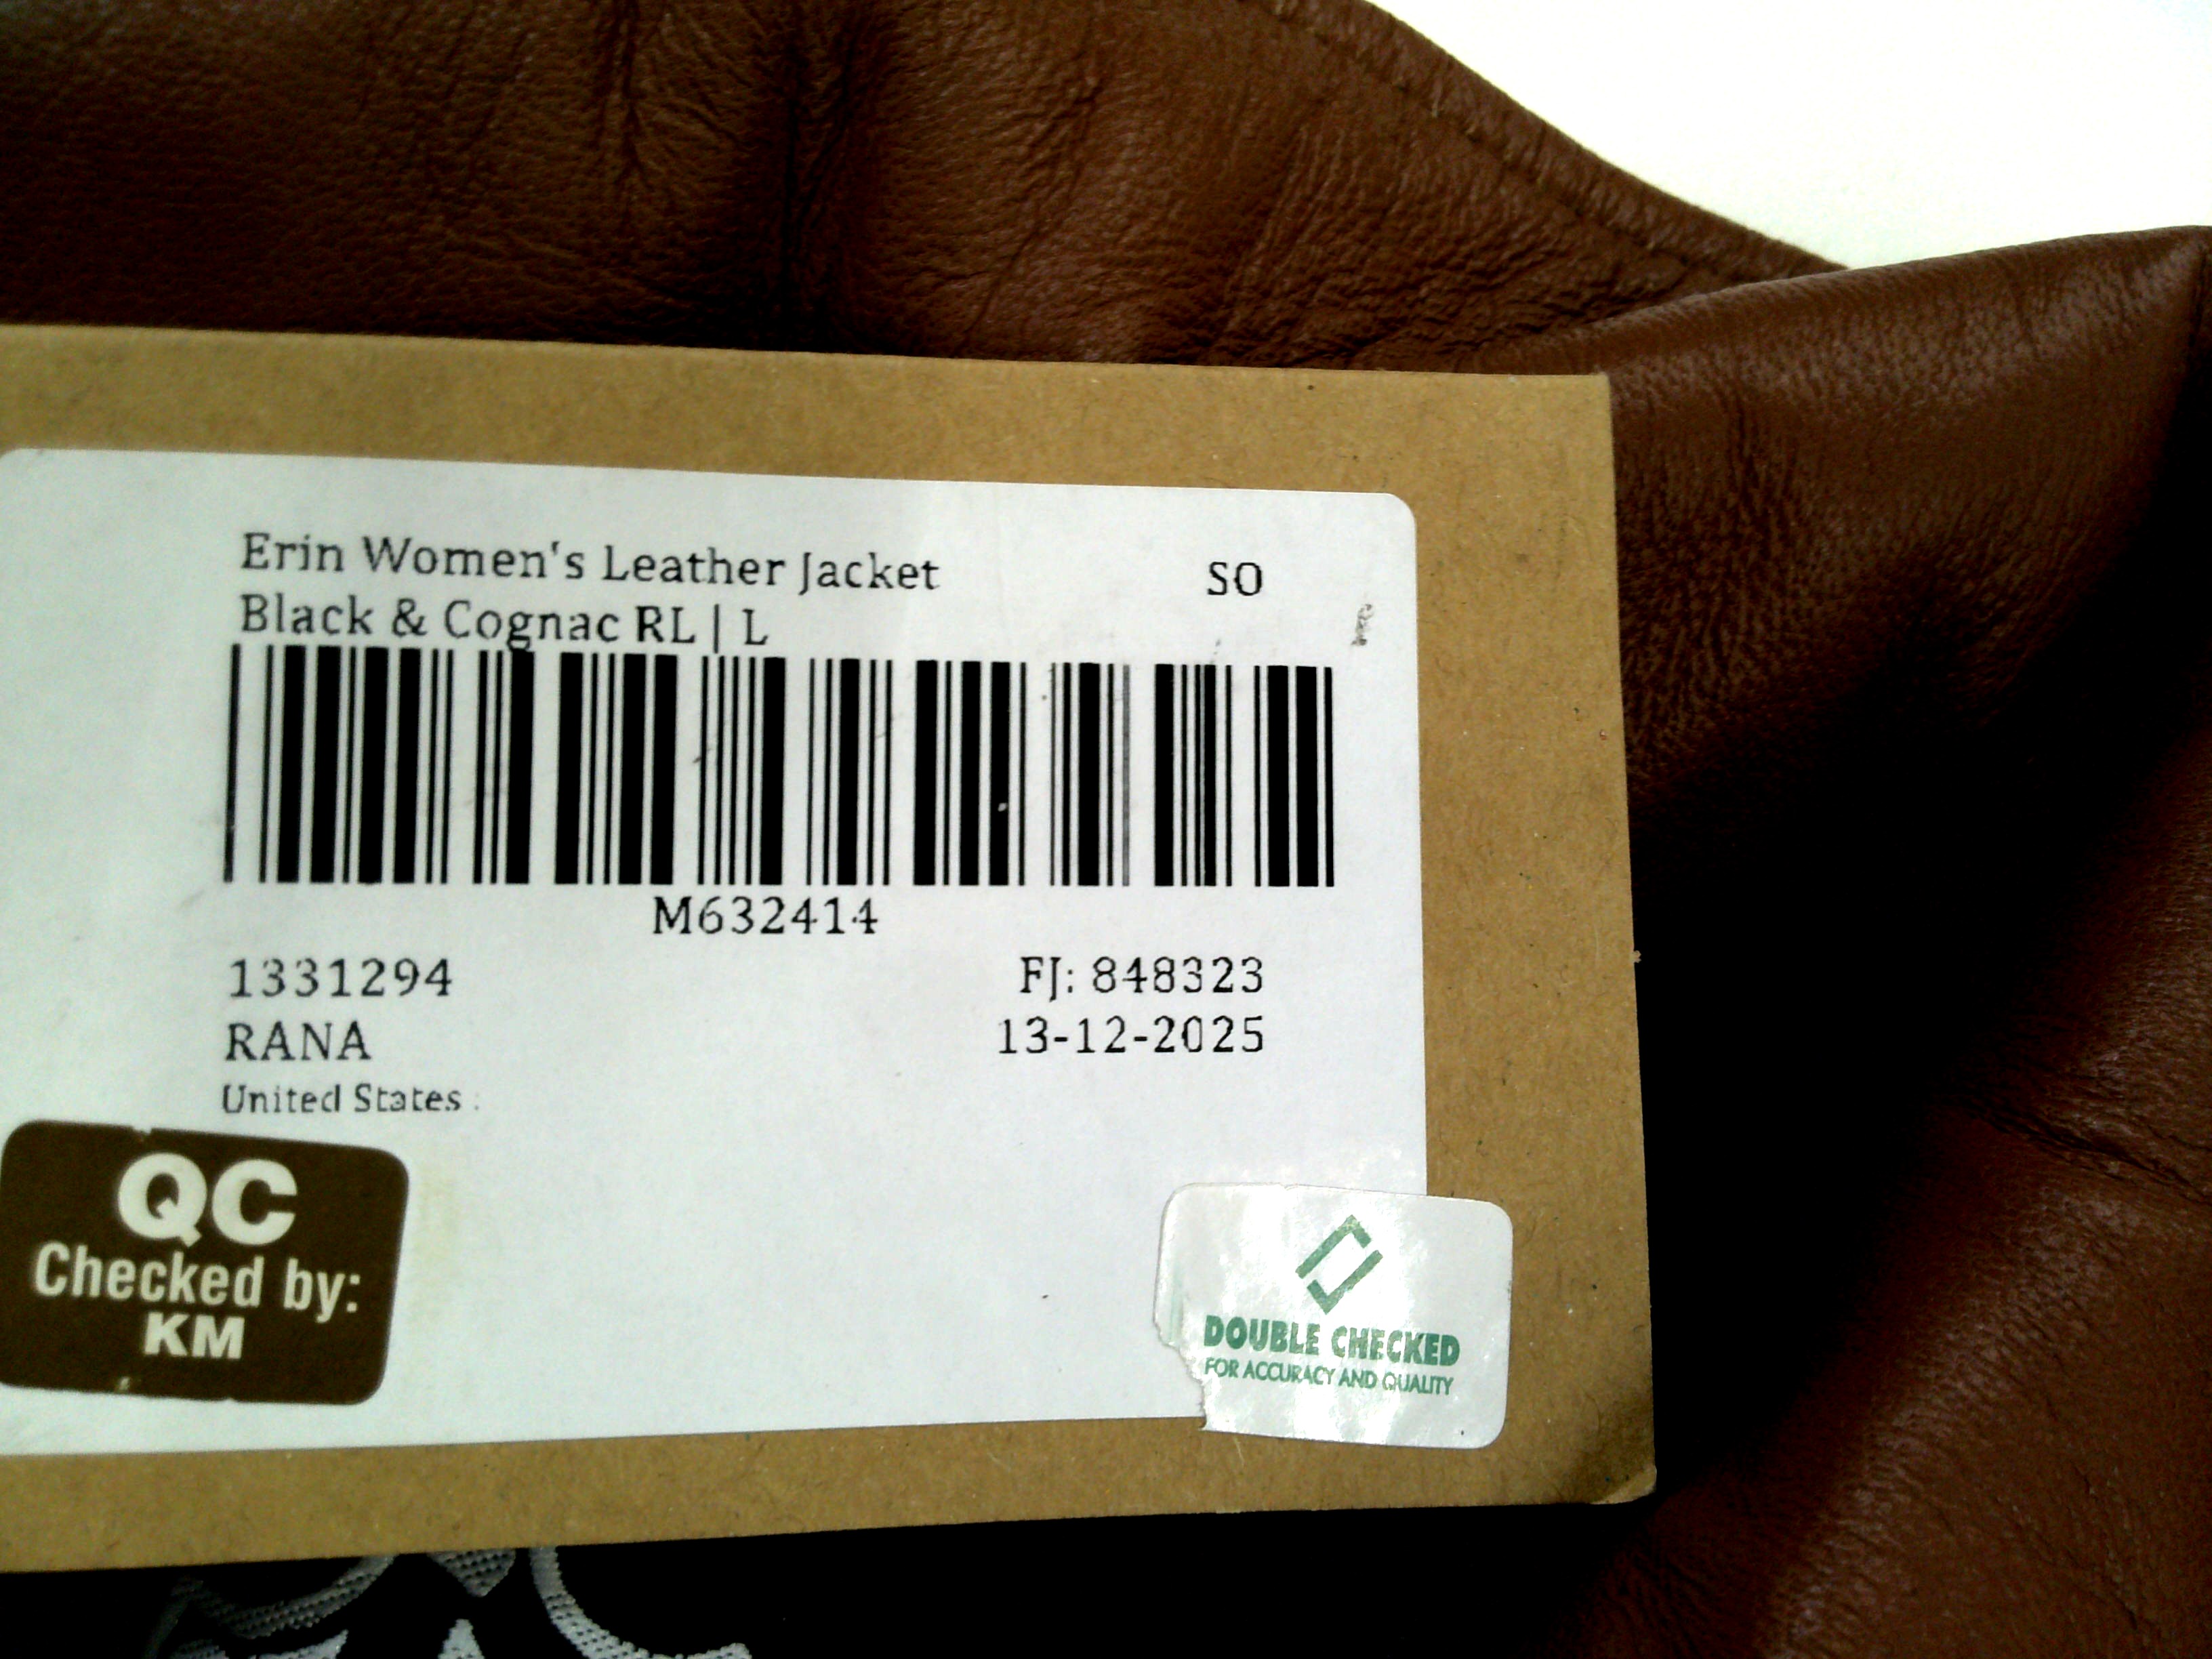 Erin Women's Leather Jacket SO
Black & Cognac RL | L
M632414
1331294 FJ: 848323
RANA 13-12-2025
United States
QC
Checked by:
KM
DOUBLE CHECKED
FOR ACCURACY AND QUALITY